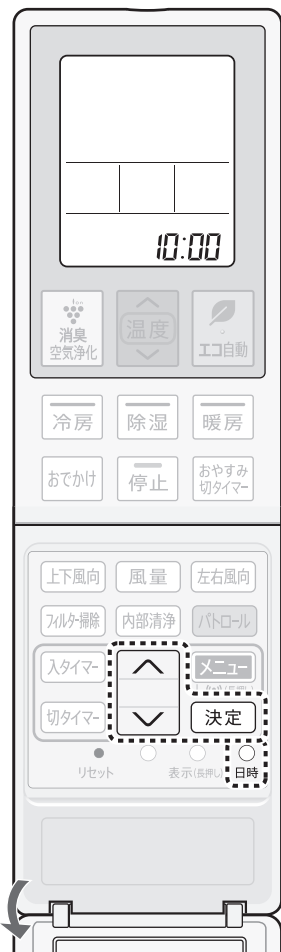 10:00
Ion
消臭
空気浄化
温度
エコ自動
冷房
除湿
暖房
おでかけ
停止
おやすみ
切タイマー
上下風向
風量
左右風向
フィルター掃除
内部清浄
パトロール
入タイマー
メニュー
切タイマー
決定
リセット
表示(長押し)
日時